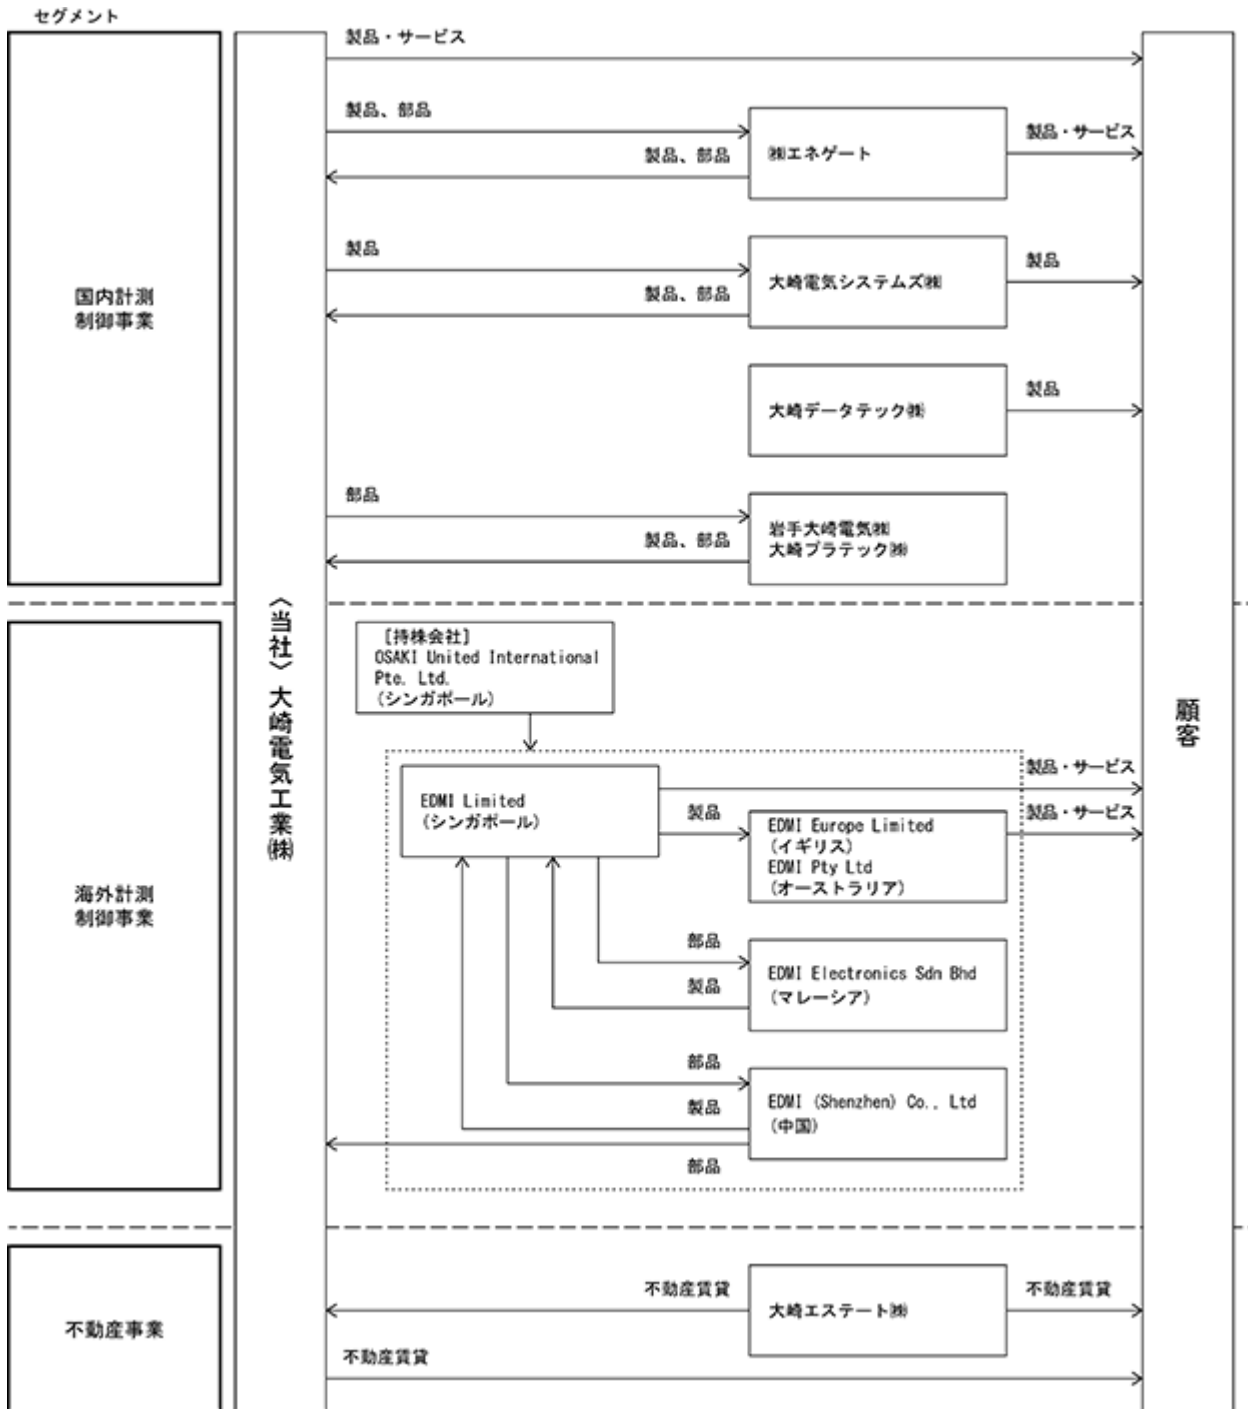 セグメント
製品・サービス
製品、部品
製品、部品
㈱エネゲート
製品・サービス
製品
製品、部品
大崎電気システムズ㈱
製品
国内計測
制御事業
大崎データテック㈱
製品
部品
製品、部品
岩手大崎電気㈱
大崎プラテック㈱
〈当社〉大崎電気工業㈱
顧客
[持株会社]
OSAKI United International
Pte. Ltd.
(シンガポール)
EDMI Limited
(シンガポール)
製品・サービス
製品
EDMI Europe Limited
(イギリス)
EDMI Pty Ltd
(オーストラリア)
製品・サービス
海外計測
制御事業
部品
製品
EDMI Electronics Sdn Bhd
(マレーシア)
部品
製品
部品
EDMI (Shenzhen) Co., Ltd
(中国)
不動産事業
不動産賃貸
大崎エステート㈱
不動産賃貸
不動産賃貸